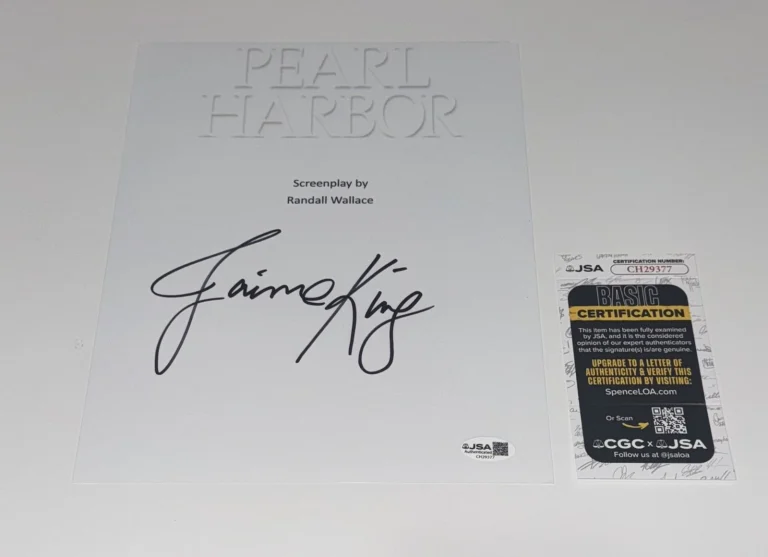 PEARL
HARBOR
Screenplay by
Randall Wallace
Jaime King
JSA
Authenticated
CH29377
JSA
CERTIFICATION NUMBER:
CH29377
BASIC
CERTIFICATION
This item has been fully examined
by JSA, and it is the considered
opinion of our expert authenticators
that the signature(s) is/are genuine.
UPGRADE TO A LETTER OF
AUTHENTICITY & VERIFY THIS
CERTIFICATION BY VISITING:
SpenceLOA.com
Or Scan
CGC x JSA
Follow us at @jsaloa